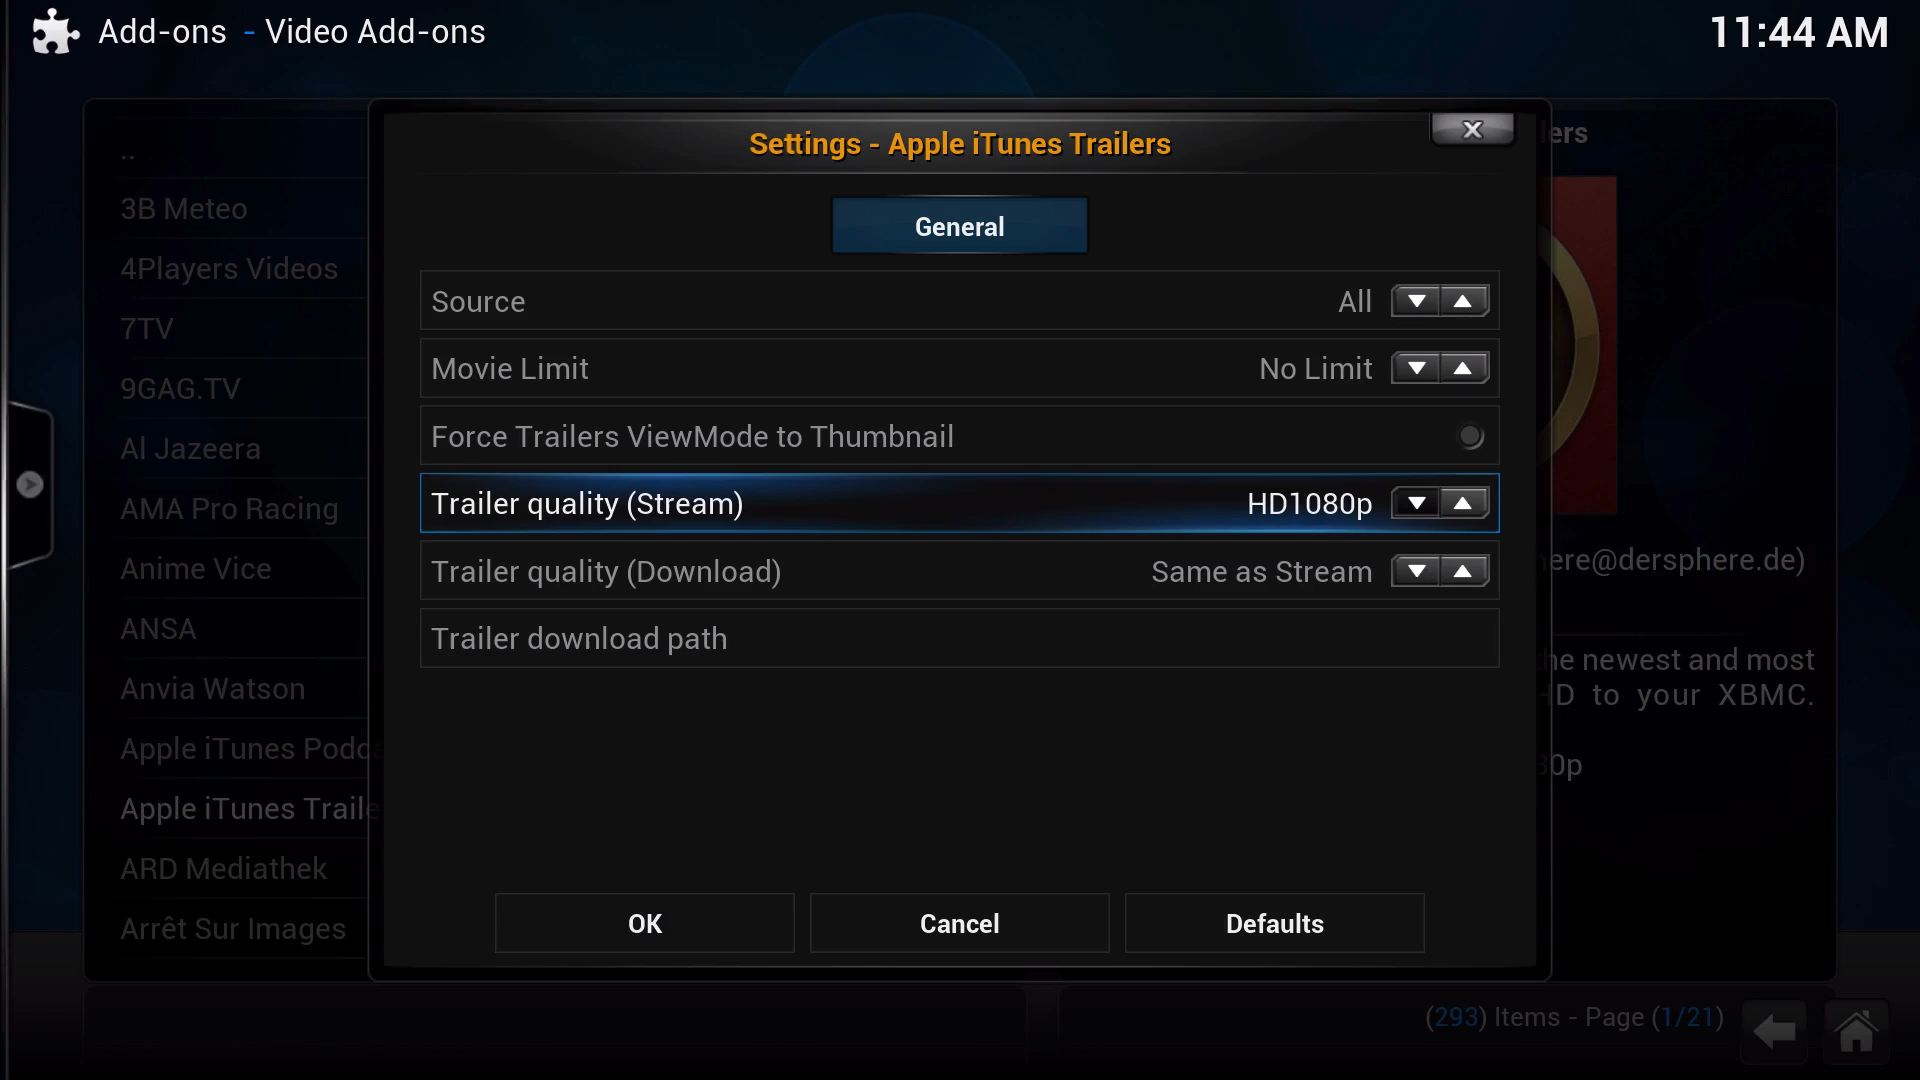 Add-ons - Video Add-ons
11:44 AM
Settings - Apple iTunes Trailers
General
Source All
Movie Limit No Limit
Force Trailers ViewMode to Thumbnail
Trailer quality (Stream) HD1080p
Trailer quality (Download) Same as Stream
Trailer download path
OK Cancel Defaults
..
3B Meteo
4Players Videos
7TV
9GAG.TV
Al Jazeera
AMA Pro Racing
Anime Vice
ANSA
Anvia Watson
Apple iTunes Podca
Apple iTunes Traile
ARD Mediathek
Arrêt Sur Images
ers
here@dersphere.de)
he newest and most
HD to your XBMC.
80p
(293) Items - Page (1/21)